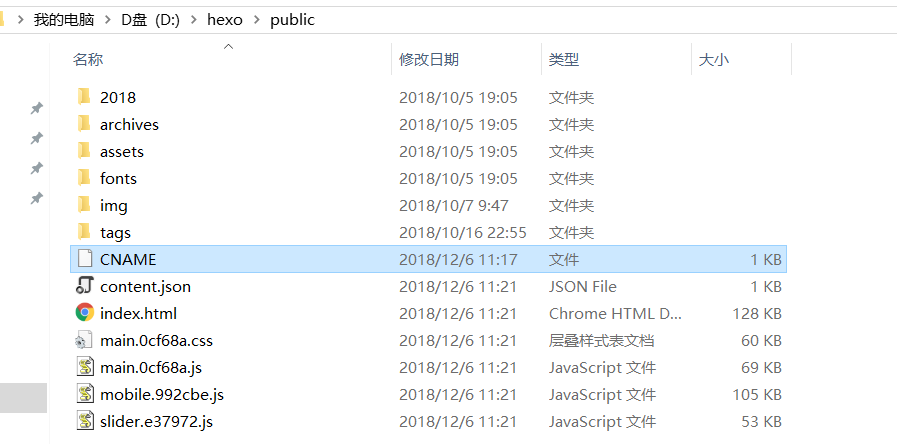 我的电脑 > D盘 (D:) > hexo > public
名称 修改日期 类型 大小
2018 2018/10/5 19:05 文件夹
archives 2018/10/5 19:05 文件夹
assets 2018/10/5 19:05 文件夹
fonts 2018/10/5 19:05 文件夹
img 2018/10/7 9:47 文件夹
tags 2018/10/16 22:55 文件夹
CNAME 2018/12/6 11:17 文件 1 KB
content.json 2018/12/6 11:21 JSON File 1 KB
index.html 2018/12/6 11:21 Chrome HTML D... 128 KB
main.0cf68a.css 2018/12/6 11:21 层叠样式表文档 60 KB
main.0cf68a.js 2018/12/6 11:21 JavaScript 文件 69 KB
mobile.992cbe.js 2018/12/6 11:21 JavaScript 文件 105 KB
slider.e37972.js 2018/12/6 11:21 JavaScript 文件 53 KB